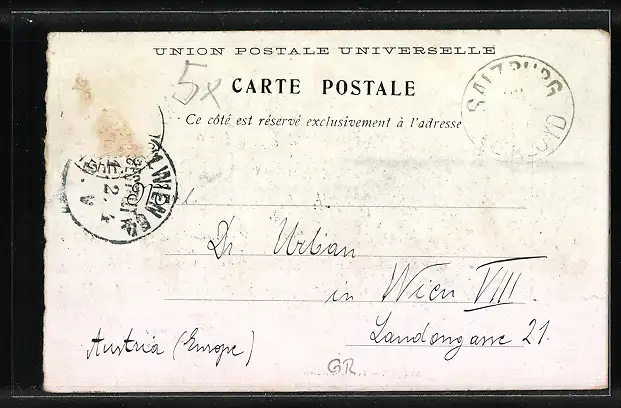 UNION POSTALE UNIVERSELLE
5x
CARTE POSTALE
Ce côté est réservé exclusivement à l'adresse
SALZBURG
WIEN
Dr Urban
in Wien VIII.
Landongasse 21.
Austria (Europe)
GR.